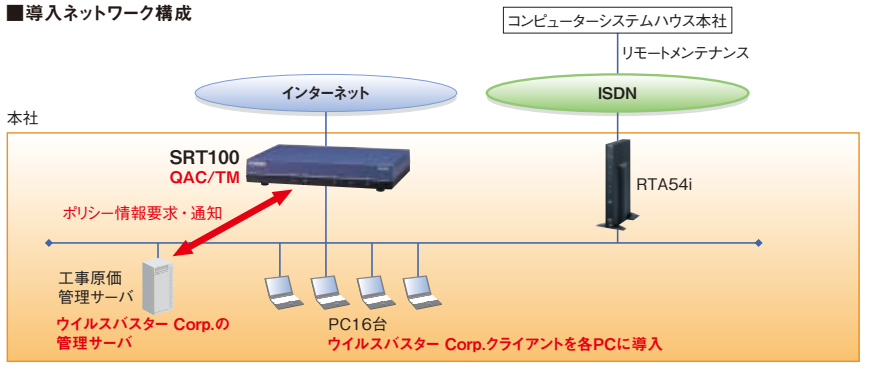 ■導入ネットワーク構成
コンピューターシステムハウス本社
リモートメンテナンス
インターネット
ISDN
本社
SRT100
QAC/TM
RTA54i
ポリシー情報要求・通知
工事原価
管理サーバ
ウイルスバスター Corp.の
管理サーバ
PC16台
ウイルスバスター Corp.クライアントを各PCに導入